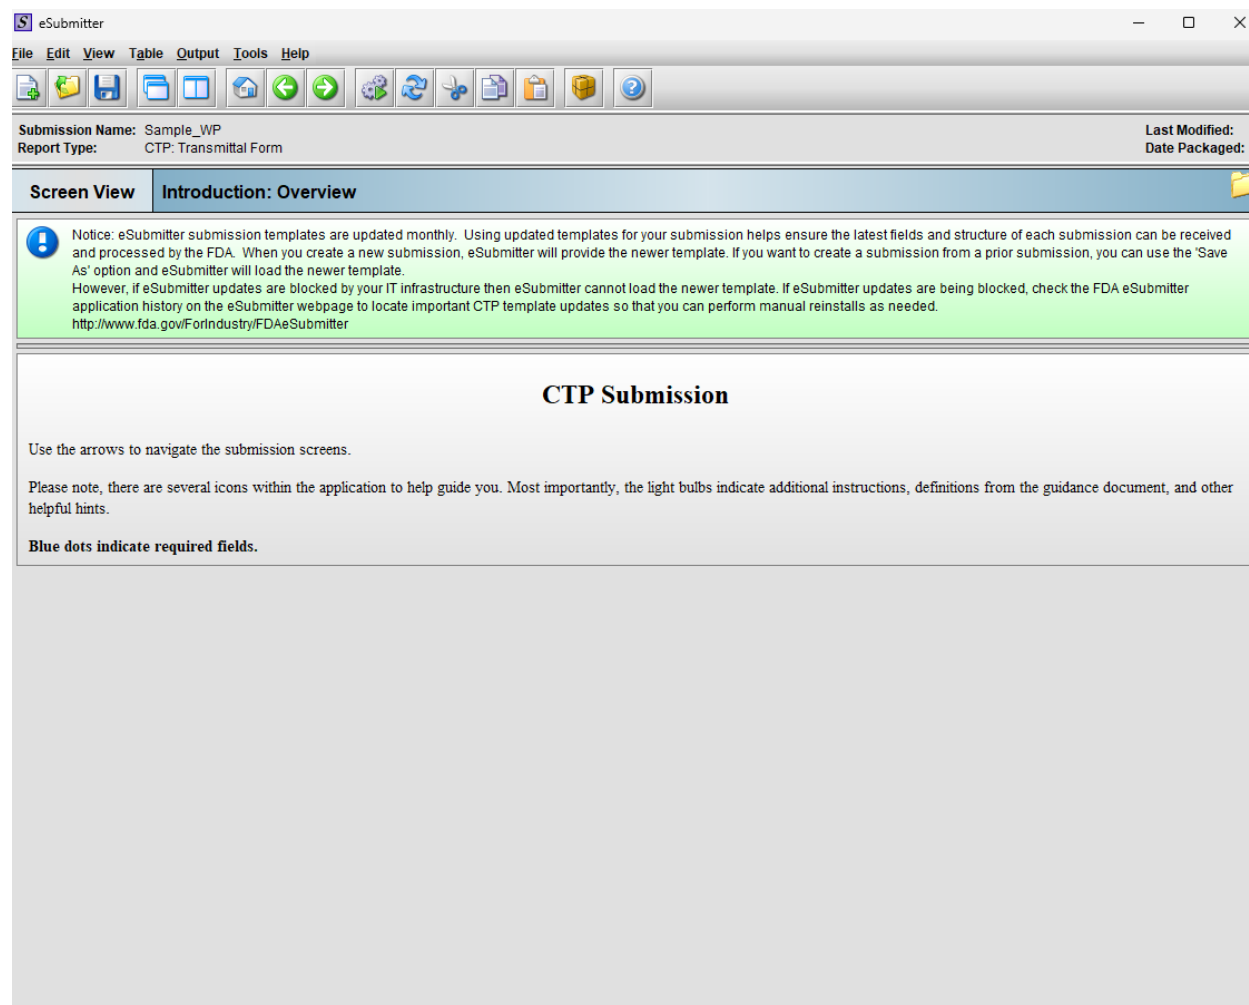 S eSubmitter
File Edit View Table Output Tools Help
Submission Name: Sample_WP
Last Modified:
Report Type: CTP: Transmittal Form
Date Packaged:
Screen View Introduction: Overview
Notice: eSubmitter submission templates are updated monthly. Using updated templates for your submission helps ensure the latest fields and structure of each submission can be received
and processed by the FDA. When you create a new submission, eSubmitter will provide the newer template. If you want to create a submission from a prior submission, you can use the 'Save
As' option and eSubmitter will load the newer template.
However, if eSubmitter updates are blocked by your IT infrastructure then eSubmitter cannot load the newer template. If eSubmitter updates are being blocked, check the FDA eSubmitter
application history on the eSubmitter webpage to locate important CTP template updates so that you can perform manual reinstalls as needed.
http://www.fda.gov/ForIndustry/FDAeSubmitter
CTP Submission
Use the arrows to navigate the submission screens.
Please note, there are several icons within the application to help guide you. Most importantly, the light bulbs indicate additional instructions, definitions from the guidance document, and other
helpful hints.
Blue dots indicate required fields.